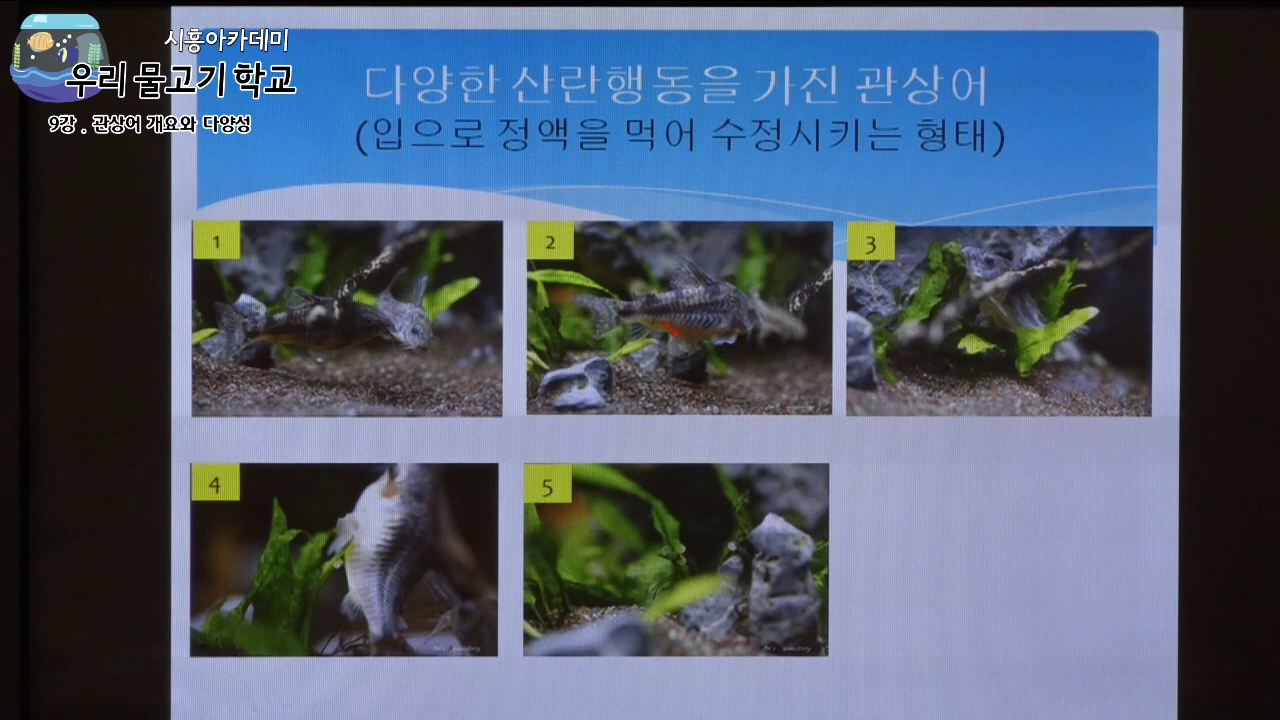 시흥아카데미
우리 물고기 학교
9강 . 관상어 개요와 다양성
다양한 산란행동을 가진 관상어
(입으로 정액을 먹어 수정시키는 형태)
1
2
3
4
5